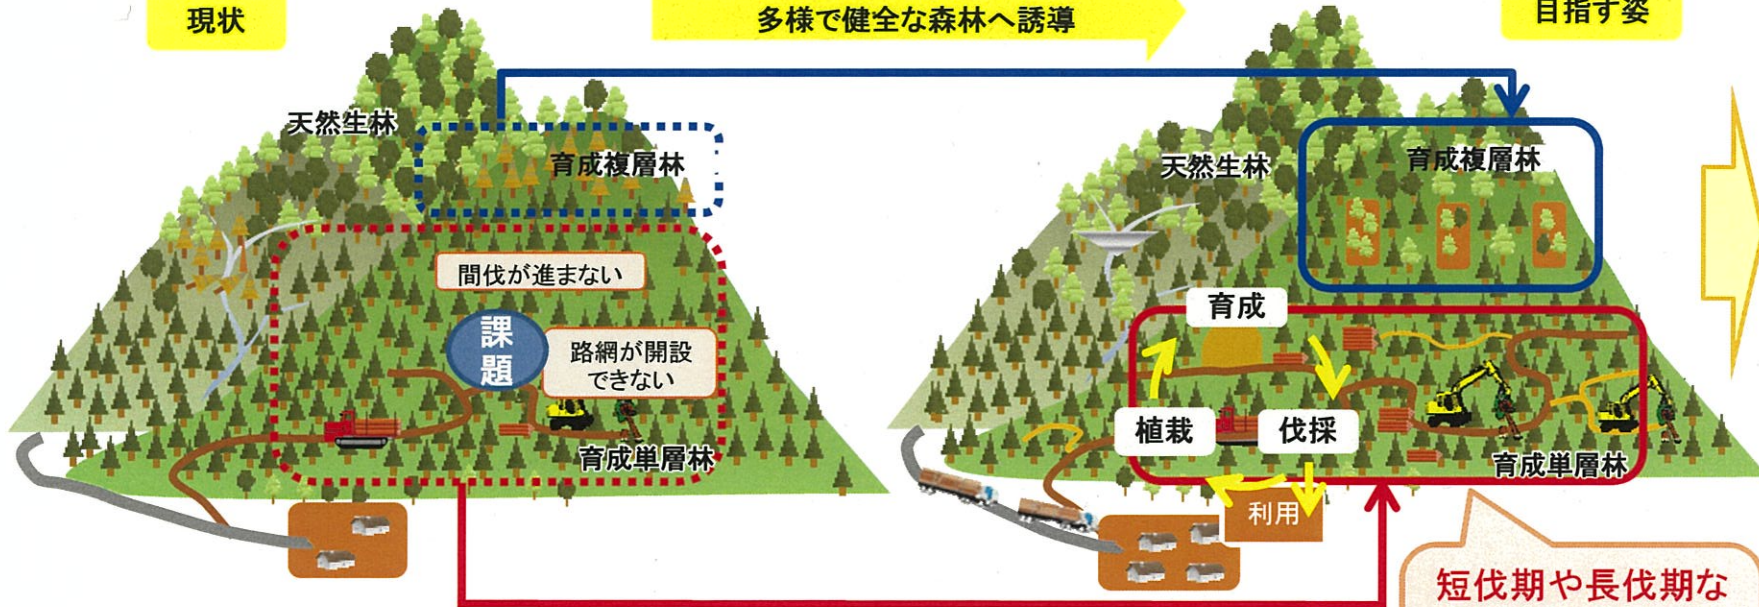 現状
多様で健全な森林へ誘導
目指す姿
天然生林
育成複層林
間伐が進まない
課
題
路網が開設
できない
育成単層林
天然生林
育成複層林
育成
植栽
伐採
育成単層林
利用
短伐期や長伐期な